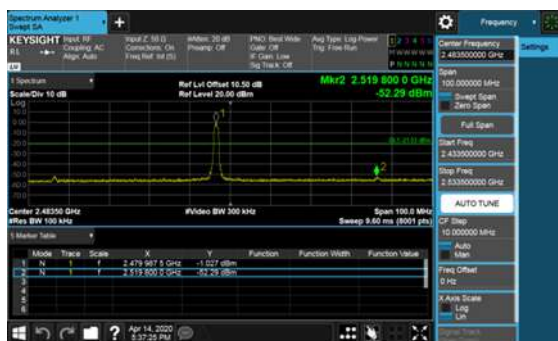 Spectrum Analyzer 1
Swept SA
+
Frequency
KEYSIGHT Input: RF
Coupling: AC
Align: Auto
Input Z: 50 Ω
Corrections: On
Freq Ref: Int (S)
#Atten: 20 dB
Preamp: Off
PNO: Best Wide
Gate: Off
IF Gain: Low
Sig Track: Off
Avg Type: Log-Power
Trig: Free Run
1 Spectrum
Scale/Div 10 dB
Log
Ref Lvl Offset 10.50 dB
Ref Level 20.00 dBm
Mkr2 2.519 800 0 GHz
-52.29 dBm
Center 2.48350 GHz
#Res BW 100 kHz
#Video BW 300 kHz
Span 100.0 MHz
Sweep 9.60 ms (8001 pts)
1 Marker Table
Mode Trace Scale X Y Function Function Width Function Value
1 N 1 f 2.479 987 5 GHz -1.027 dBm
2 N 1 f 2.519 800 0 GHz -52.29 dBm
3
4
5
6
Apr 14, 2020
5:37:25 PM
Center Frequency
2.483500000 GHz
Settings
Span
100.000000 MHz
Swept Span
Zero Span
Full Span
Start Freq
2.433500000 GHz
Stop Freq
2.533500000 GHz
AUTO TUNE
CF Step
10.000000 MHz
Auto
Man
Freq Offset
0 Hz
X Axis Scale
Log
Lin
Signal Track